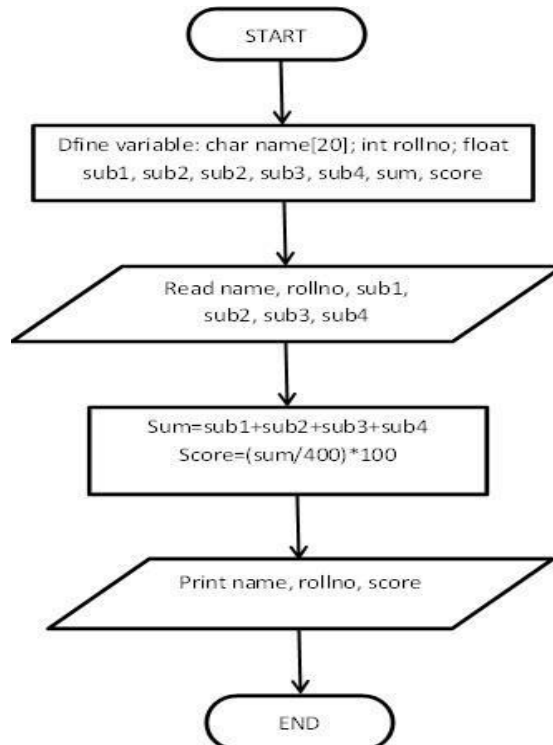 START
Dfine variable: char name[20]; int rollno; float
sub1, sub2, sub2, sub3, sub4, sum, score
Read name, rollno, sub1,
sub2, sub3, sub4
Sum=sub1+sub2+sub3+sub4
Score=(sum/400)*100
Print name, rollno, score
END